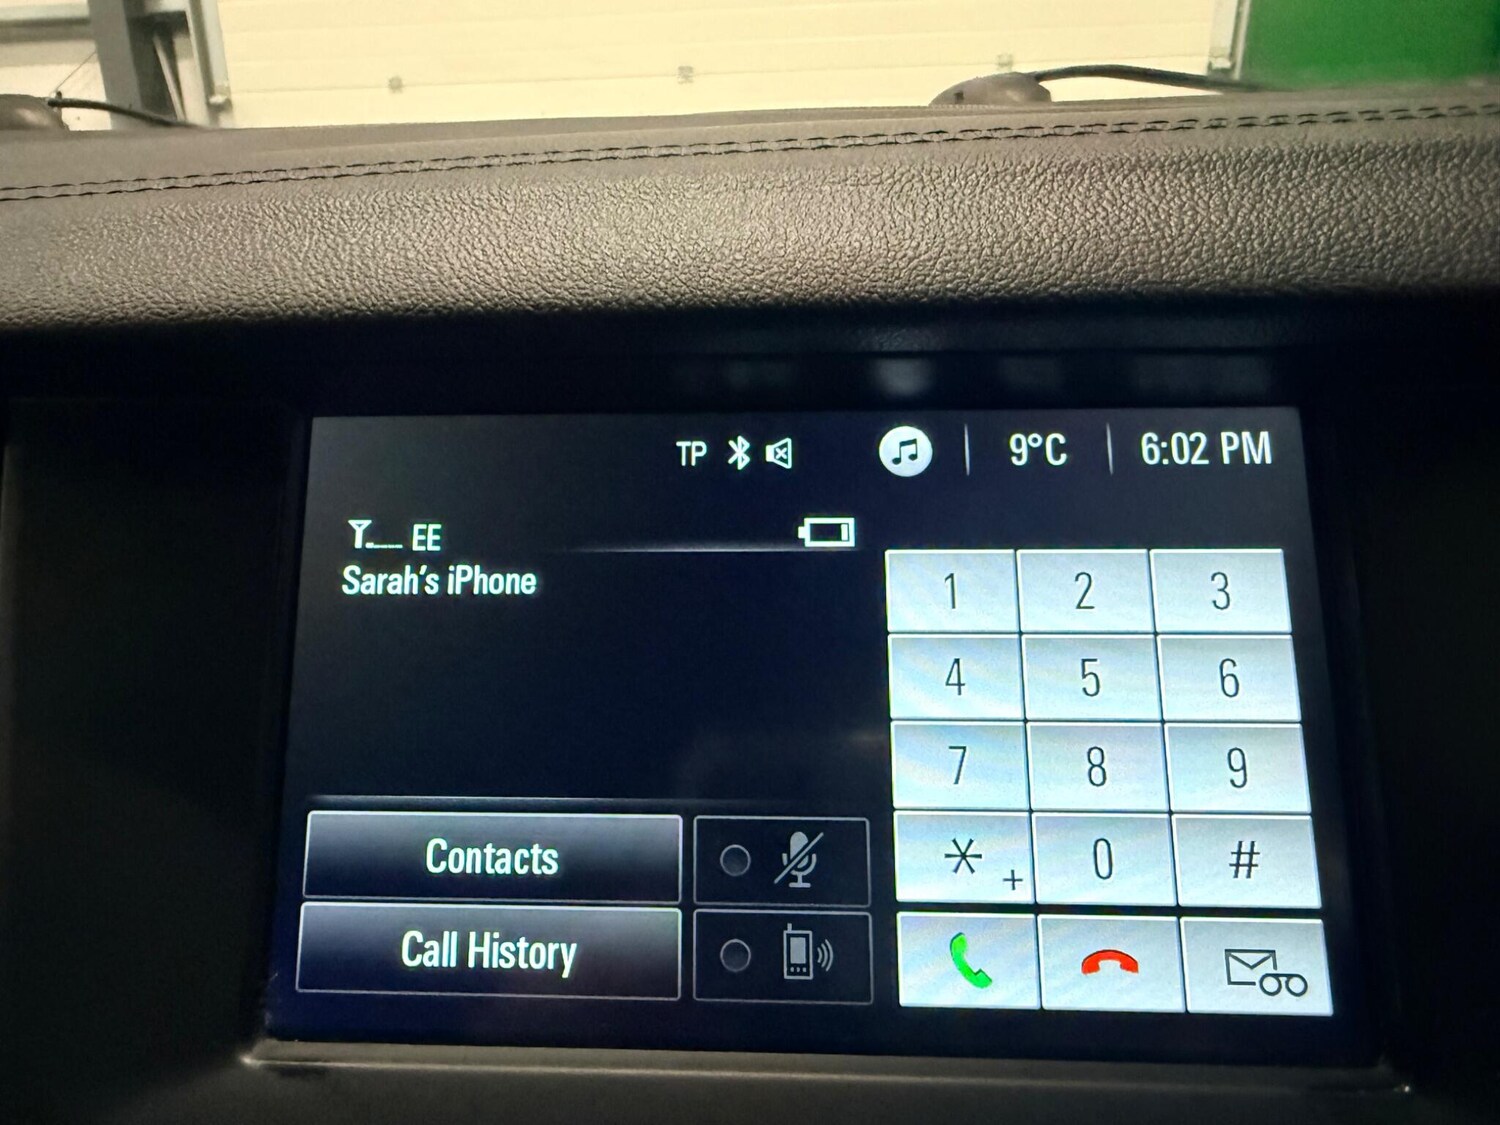 TP 9°C 6:02 PM
EE
Sarah's iPhone
1 2 3
4 5 6
7 8 9
* + 0 #
Contacts
Call History